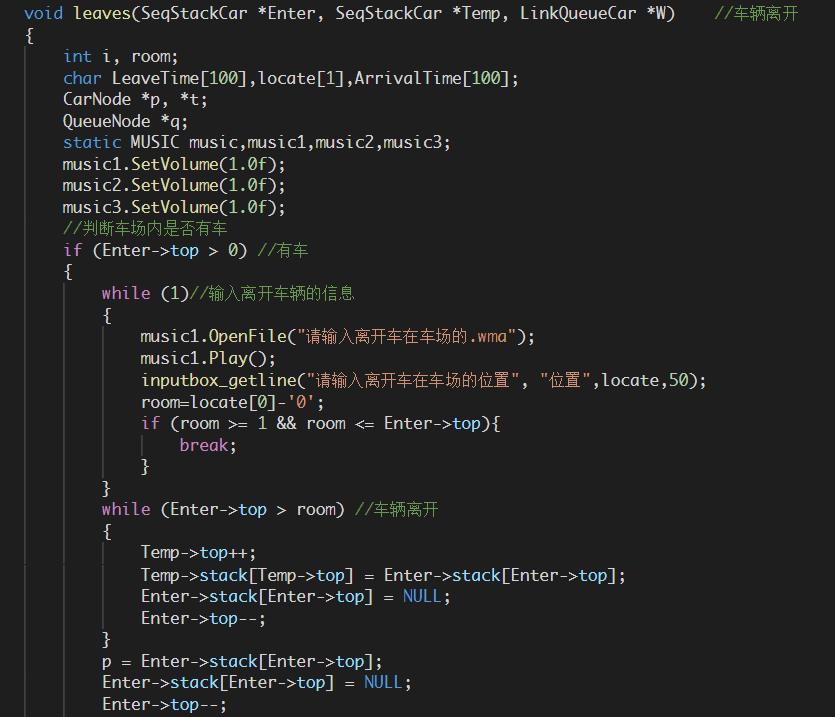 void leaves(SeqStackCar *Enter, SeqStackCar *Temp, LinkQueueCar *W)    //车辆离开
{
    int i, room;
    char LeaveTime[100],locate[1],ArrivalTime[100];
    CarNode *p, *t;
    QueueNode *q;
    static MUSIC music,music1,music2,music3;
    music1.SetVolume(1.0f);
    music2.SetVolume(1.0f);
    music3.SetVolume(1.0f);
    //判断车场内是否有车
    if (Enter->top > 0) //有车
    {
        while (1)//输入离开车辆的信息
        {
            music1.OpenFile("请输入离开车在车场的.wma");
            music1.Play();
            inputbox_getline("请输入离开车在车场的位置", "位置",locate,50);
            room=locate[0]-'0';
            if (room >= 1 && room <= Enter->top){
                break;
            }
        }
        while (Enter->top > room) //车辆离开
        {
            Temp->top++;
            Temp->stack[Temp->top] = Enter->stack[Enter->top];
            Enter->stack[Enter->top] = NULL;
            Enter->top--;
        }
        p = Enter->stack[Enter->top];
        Enter->stack[Enter->top] = NULL;
        Enter->top--;